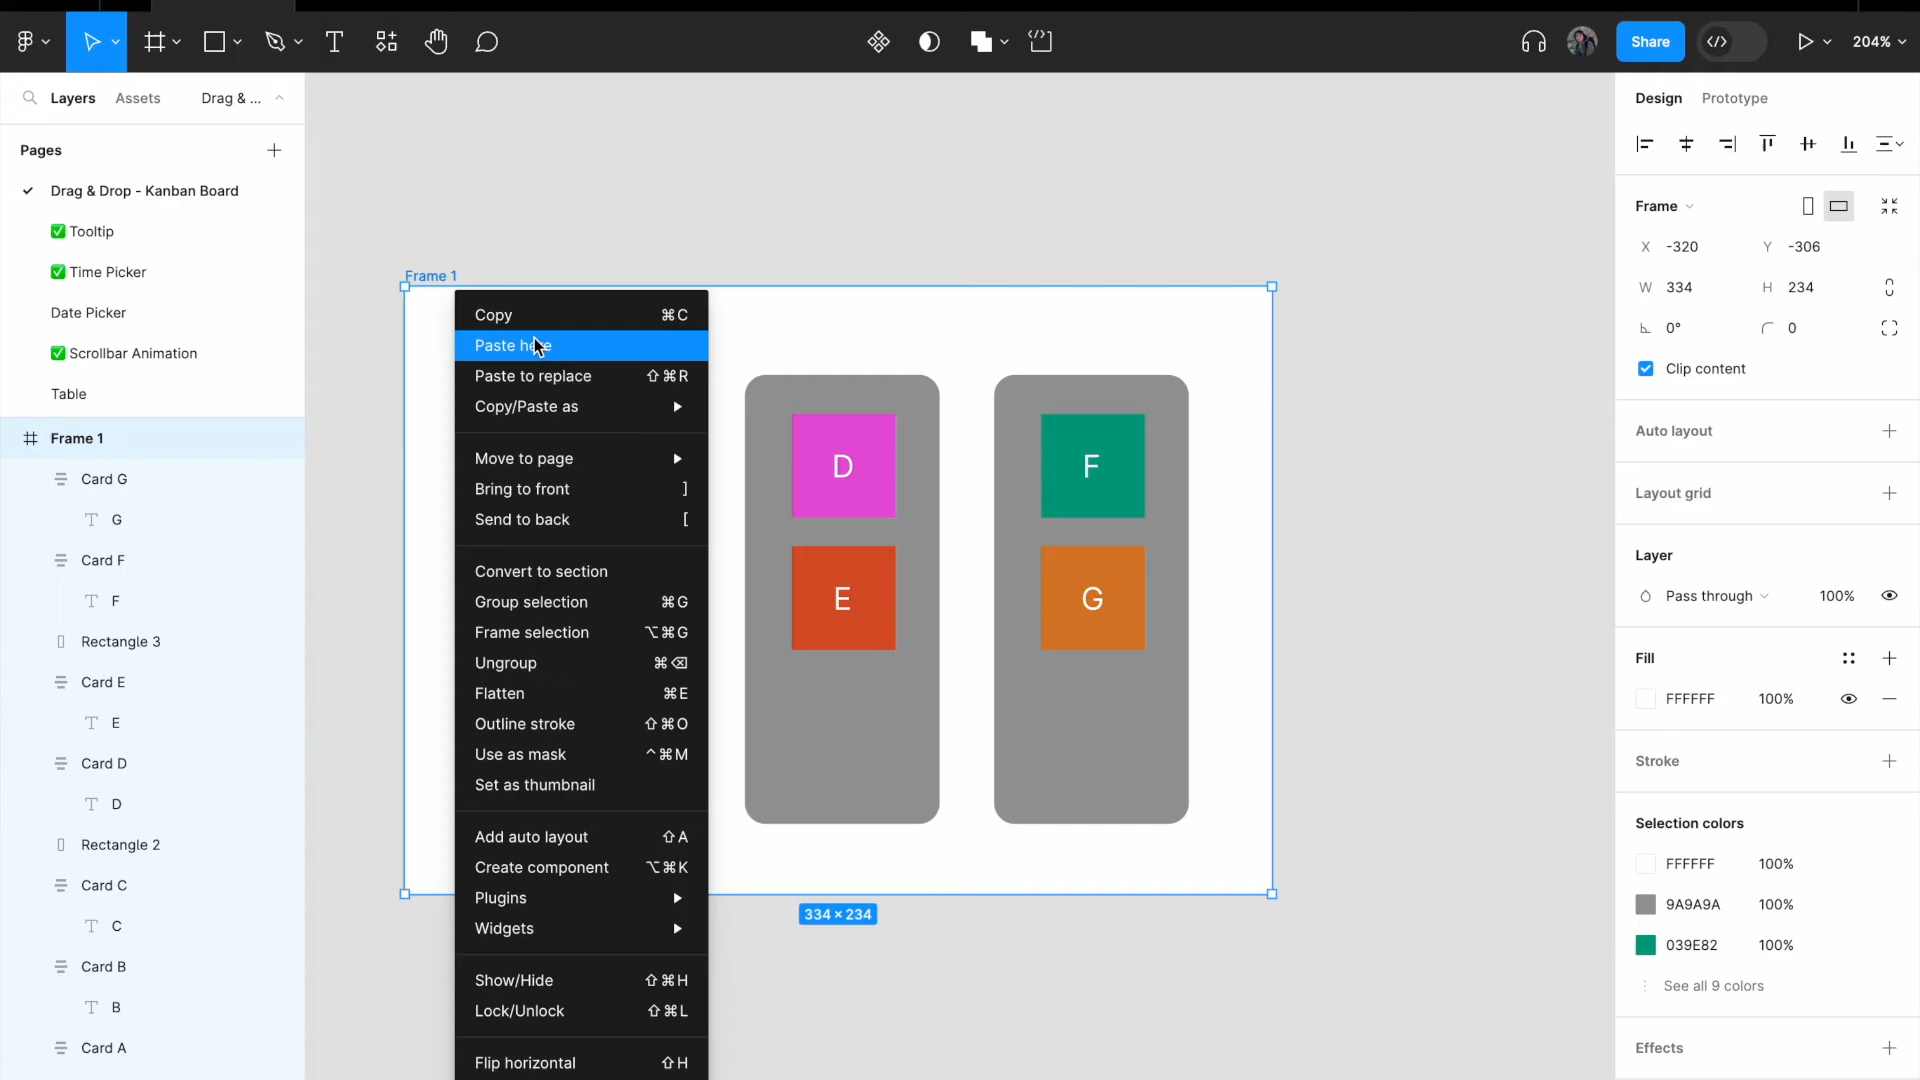 Share
204%
Layers
Assets
Drag & ...
Pages
Drag & Drop - Kanban Board
✅ Tooltip
✅ Time Picker
Date Picker
✅ Scrollbar Animation
Table
Frame 1
Card G
G
Card F
F
Rectangle 3
Card E
E
Card D
D
Rectangle 2
Card C
C
Card B
B
Card A
Frame 1
Copy ⌘C
Paste here
Paste to replace ⇧⌘R
Copy/Paste as
Move to page
Bring to front ]
Send to back [
Convert to section
Group selection ⌘G
Frame selection ⌥⌘G
Ungroup ⌘⌫
Flatten ⌘E
Outline stroke ⇧⌘O
Use as mask ^⌘M
Set as thumbnail
Add auto layout ⇧A
Create component ⌥⌘K
Plugins
Widgets
Show/Hide ⇧⌘H
Lock/Unlock ⇧⌘L
Flip horizontal ⇧H
D
F
E
G
334 × 234
Design
Prototype
Frame
X -320 Y -306
W 334 H 234
0° 0
Clip content
Auto layout
Layout grid
Layer
Pass through 100%
Fill
FFFFFF 100%
Stroke
Selection colors
FFFFFF 100%
9A9A9A 100%
039E82 100%
See all 9 colors
Effects